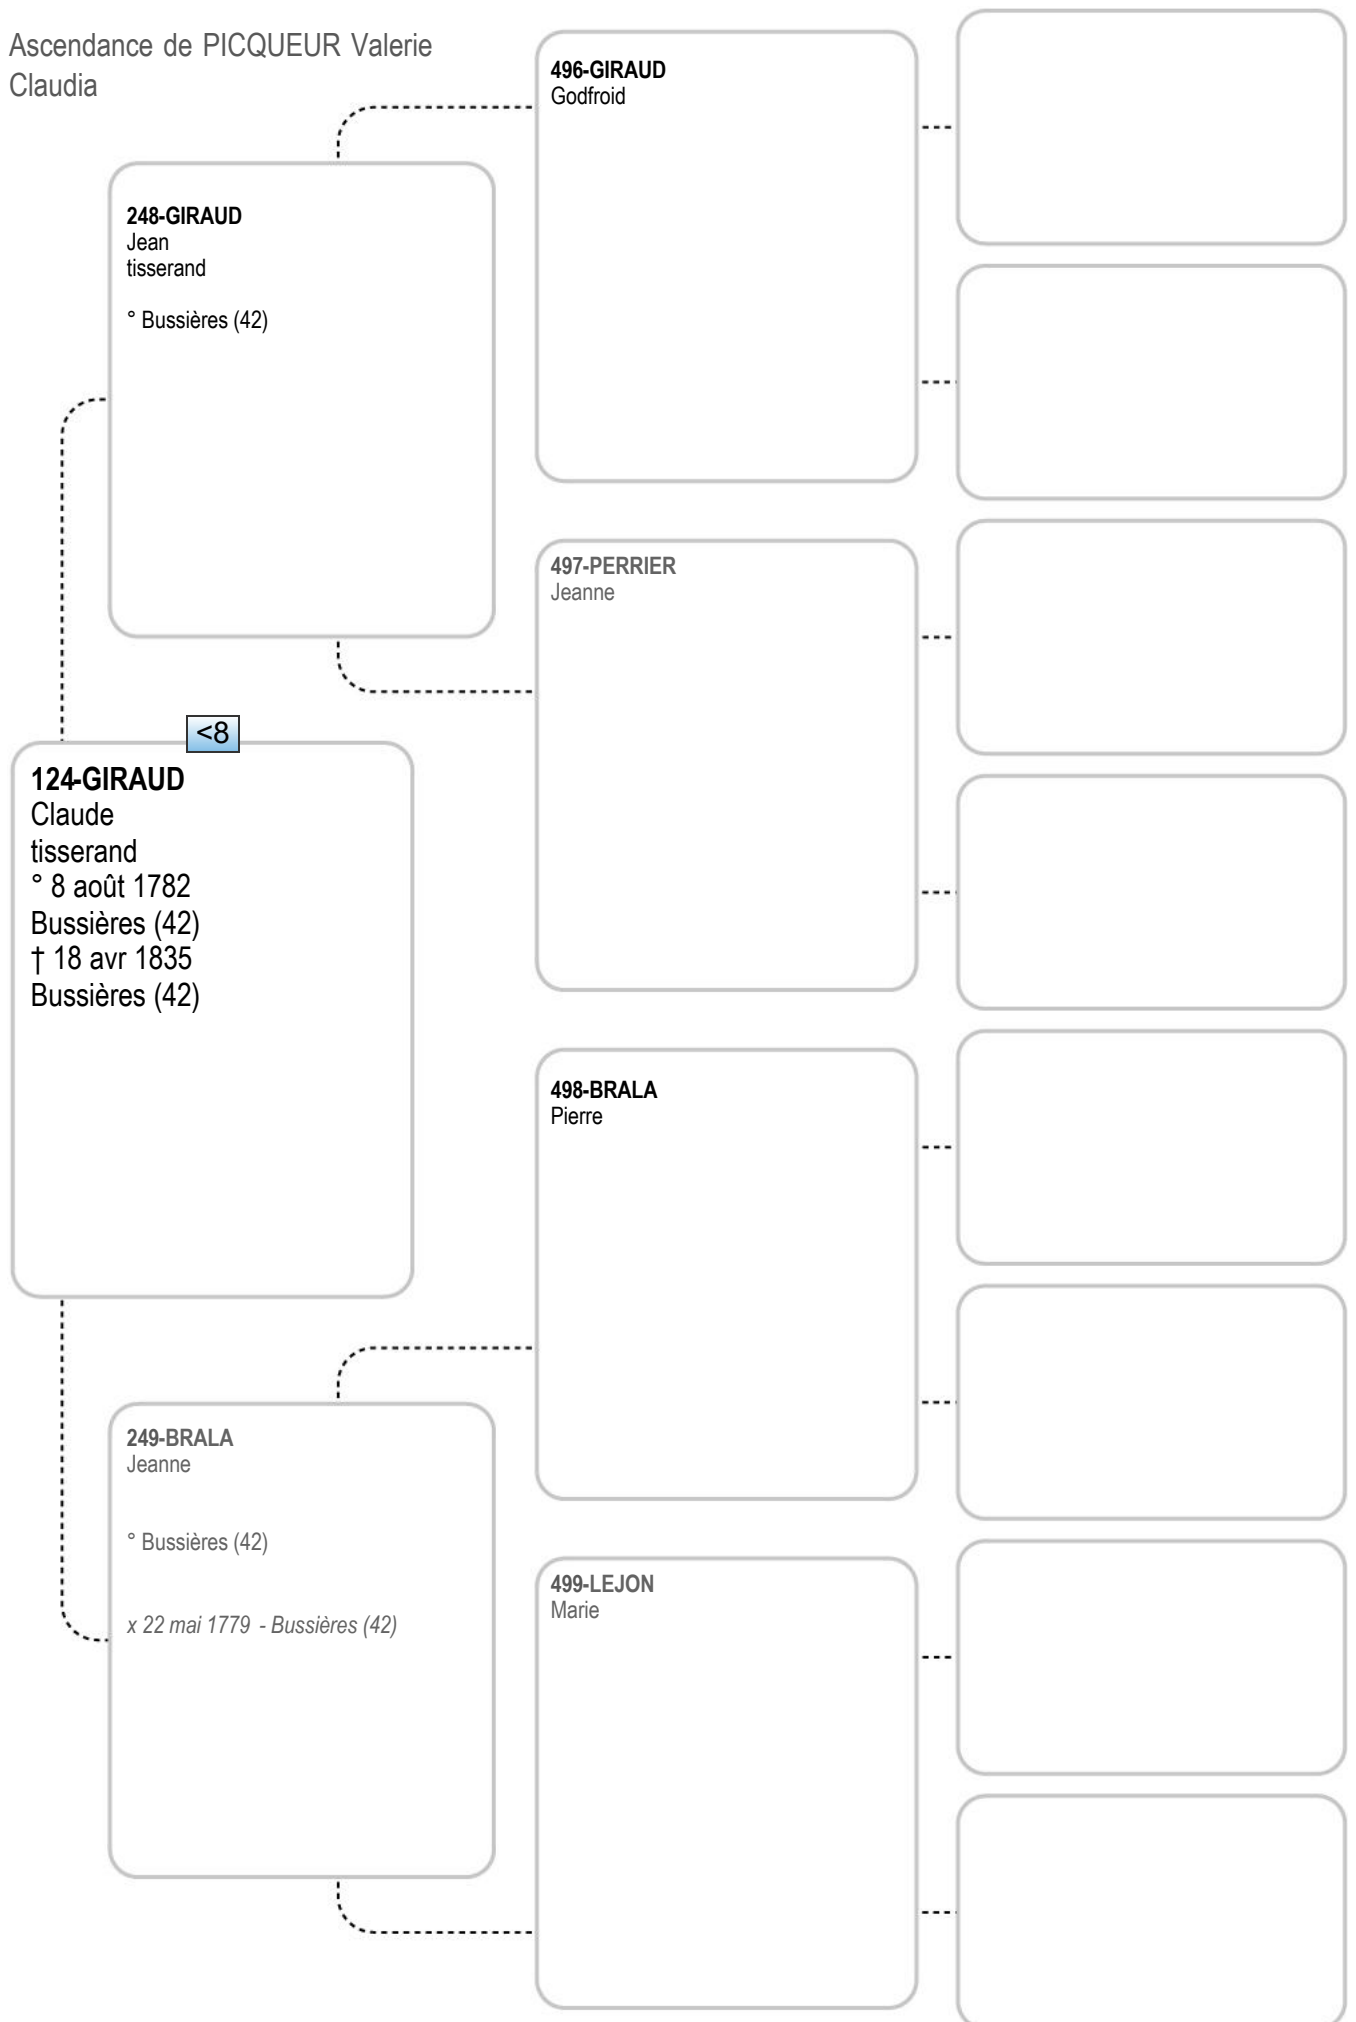 Ascendance de PICQUEUR Valerie
Claudia
496-GIRAUD
Godfroid
248-GIRAUD
Jean
tisserand
° Bussières (42)
497-PERRIER
Jeanne
<8
124-GIRAUD
Claude
tisserand
° 8 août 1782
Bussières (42)
† 18 avr 1835
Bussières (42)
498-BRALA
Pierre
249-BRALA
Jeanne
° Bussières (42)
x 22 mai 1779 - Bussières (42)
499-LEJON
Marie